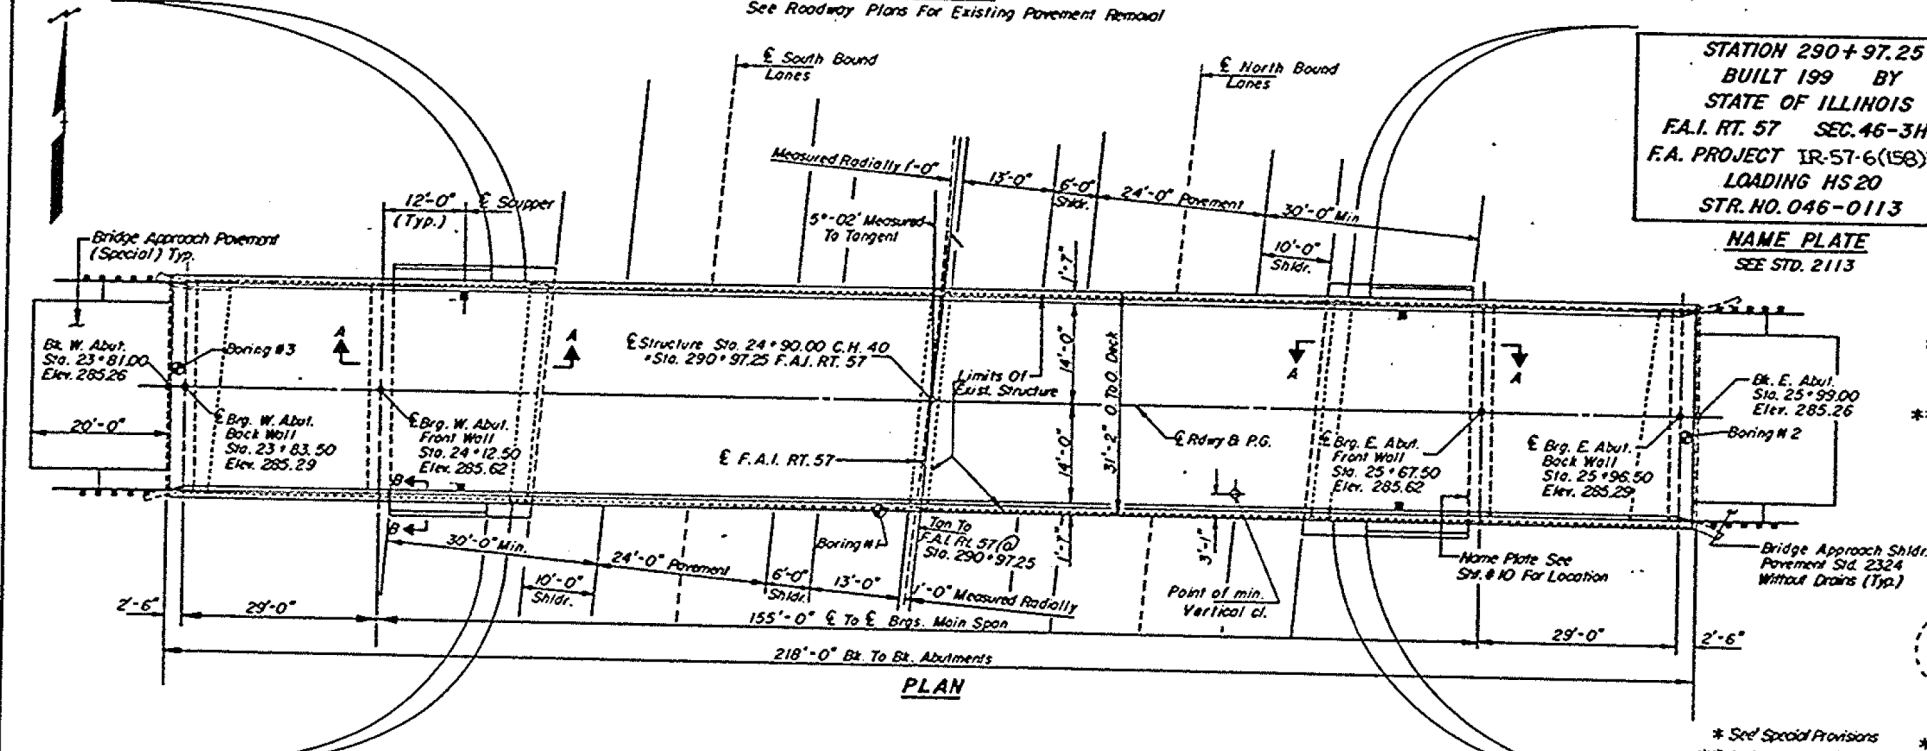 See Roadway Plans For Existing Pavement Removal
℄ South Bound
Lanes
℄ North Bound
Lanes
STATION 290+97.25
BUILT 199 BY
STATE OF ILLINOIS
F.A.I. RT. 57 SEC. 46-3H
F.A. PROJECT IR-57-6(158)
LOADING HS20
STR. NO. 046-0113
NAME PLATE
SEE STD. 2113
Measured Radially 1'-0"
13'-0"
6'-0"
Shldr.
24'-0" Pavement
30'-0" Min
10'-0"
Shldr.
12'-0"
(Typ.)
℄ Scupper
5°-02' Measured
To Tangent
Bridge Approach Pavement
(Special) Typ.
1'-7"
A
A
Boring #3
Bk. W. Abut.
Sta. 23+81.00
Elev. 285.26
℄ Structure Sta. 24+90.00 C.H. 40
=Sta. 290+97.25 F.A.I. RT. 57
Limits Of
Exist. Structure
14'-0"
31'-2" O. To O. Deck
A
A
Bk. E. Abut.
Sta. 25+99.00
Elev. 285.26
20'-0"
℄ Brg. W. Abut.
Back Wall
Sta. 23+83.50
Elev. 285.29
℄ Brg. W. Abut.
Front Wall
Sta. 24+12.50
Elev. 285.62
℄ F.A.I. RT. 57
14'-0"
℄ Rdwy & P.G.
℄ Brg. E. Abut.
Front Wall
Sta. 25+67.50
Elev. 285.62
℄ Brg. E. Abut.
Back Wall
Sta. 25+96.50
Elev. 285.29
Boring #2
B
B
30'-0" Min.
24'-0" Pavement
10'-0"
Shldr.
6'-0"
Shldr.
13'-0"
Boring #1
Tan To
F.A.I. Rt. 57 @
Sta. 290+97.25
1'-0" Measured Radially
1'-7"
3'-1"
Point of min.
Vertical cl.
Name Plate See
Sht. #10 For Location
Bridge Approach Shldr.
Pavement Std. 2324
Without Drains (Typ.)
2'-6"
29'-0"
155'-0" ℄ To ℄ Brgs. Main Span
29'-0"
2'-6"
218'-0" Bk. To Bk. Abutments
PLAN
* See Special Provisions